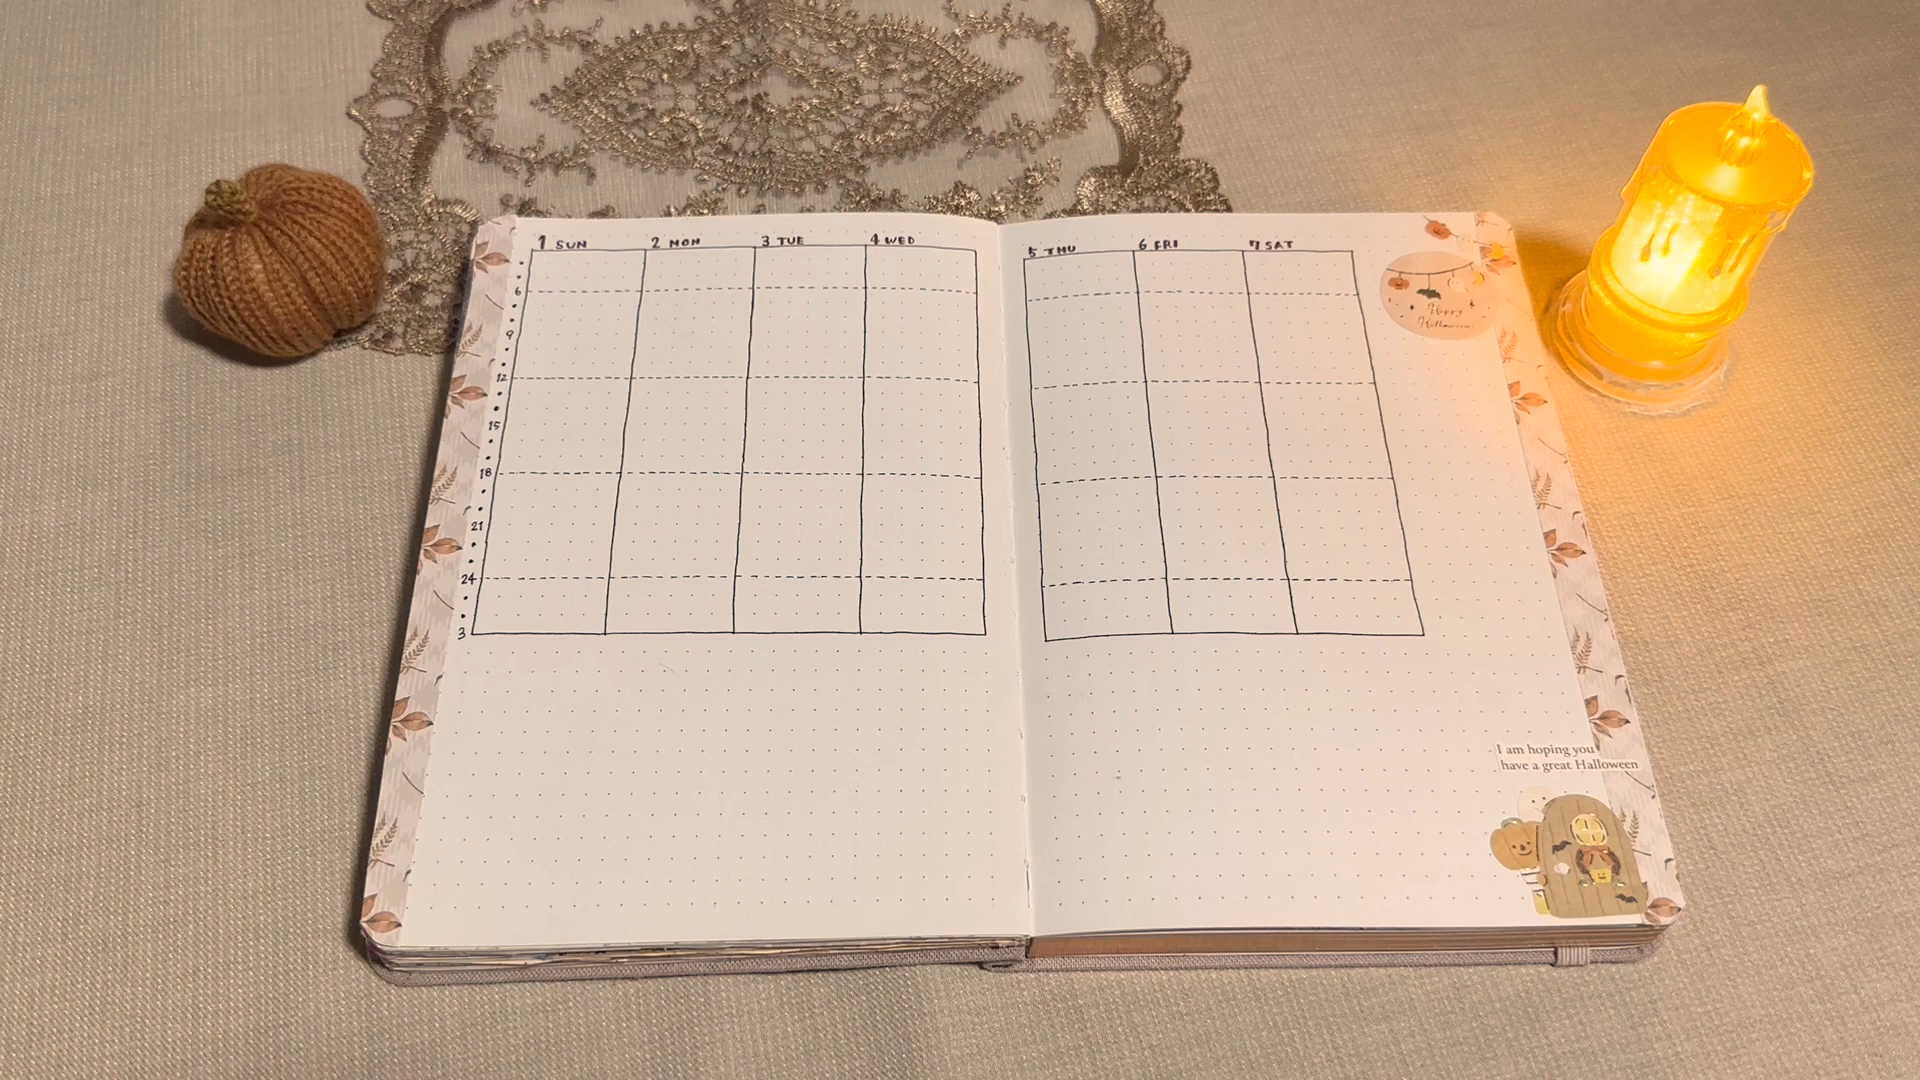 1 SUN
2 MON
3 TUE
4 WED
5 THU
6 FRI
7 SAT
6
9
12
15
18
21
24
3
Happy
Halloween
I am hoping you
have a great Halloween